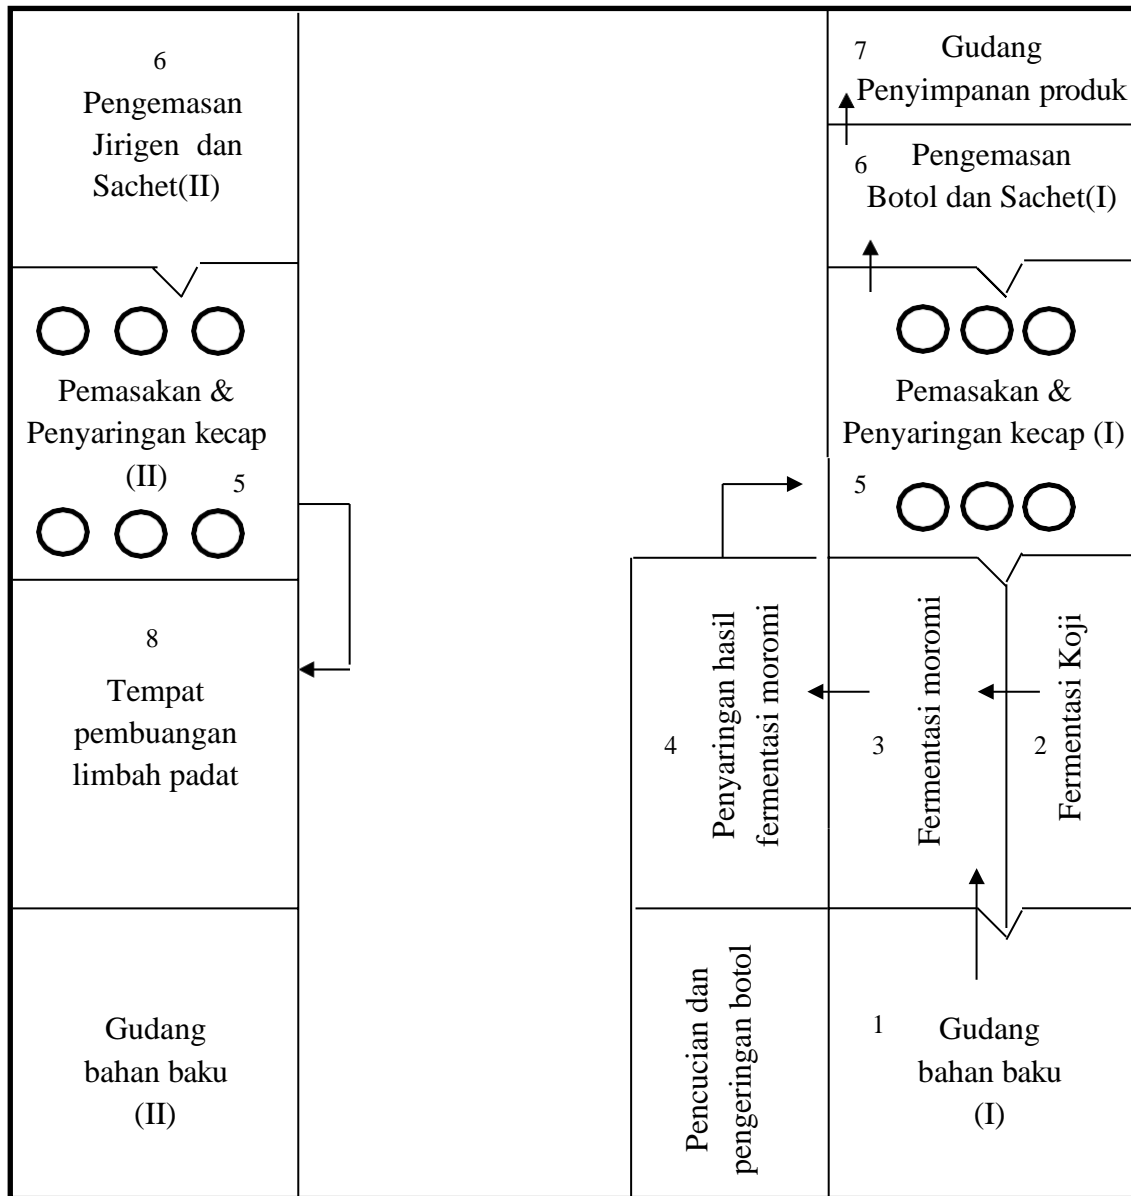 6
Pengemasan
Jirigen dan
Sachet(II)
Pemasakan &
Penyaringan kecap
(II)
5
8
Tempat
pembuangan
limbah padat
Gudang
bahan baku
(II)
7
Gudang
Penyimpanan produk
6
Pengemasan
Botol dan Sachet(I)
Pemasakan &
Penyaringan kecap (I)
5
4
Penyaringan hasil
fermentasi moromi
3
Fermentasi moromi
2
Fermentasi Koji
Pencucian dan
pengeringan botol
1
Gudang
bahan baku
(I)